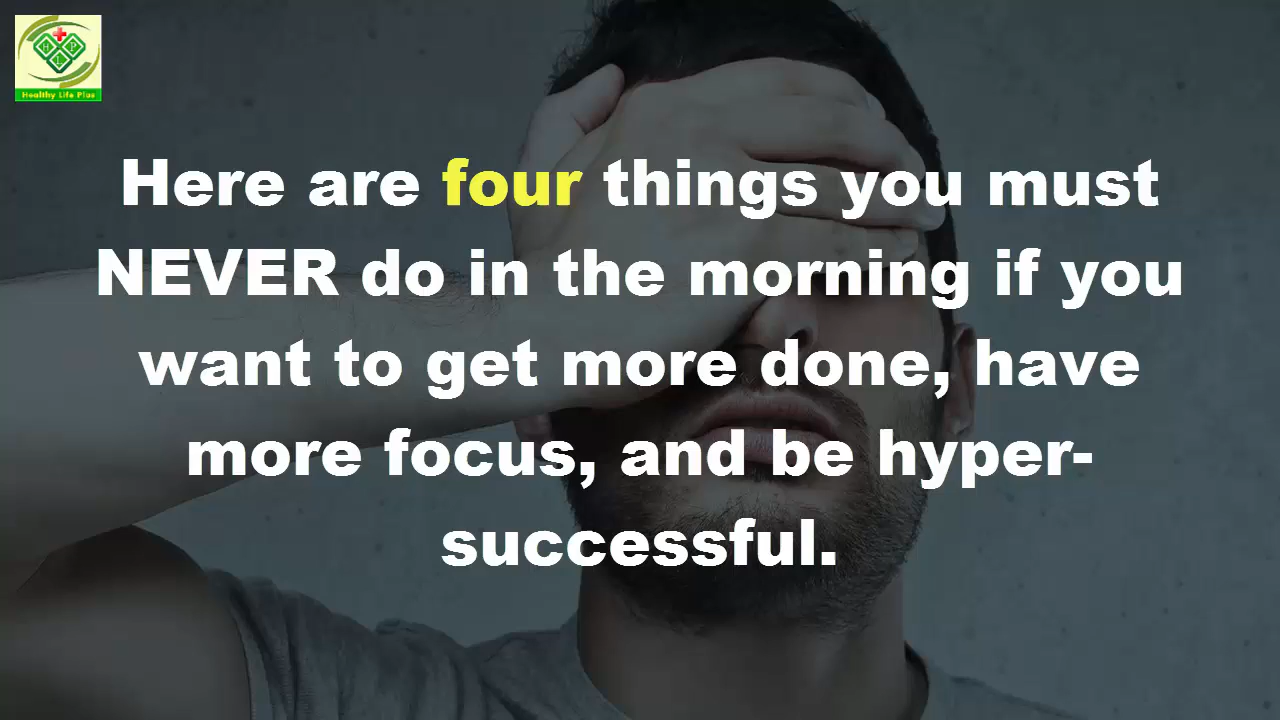 H P
L
Healthy Life Plus
Here are four things you must
NEVER do in the morning if you
want to get more done, have
more focus, and be hyper-
successful.